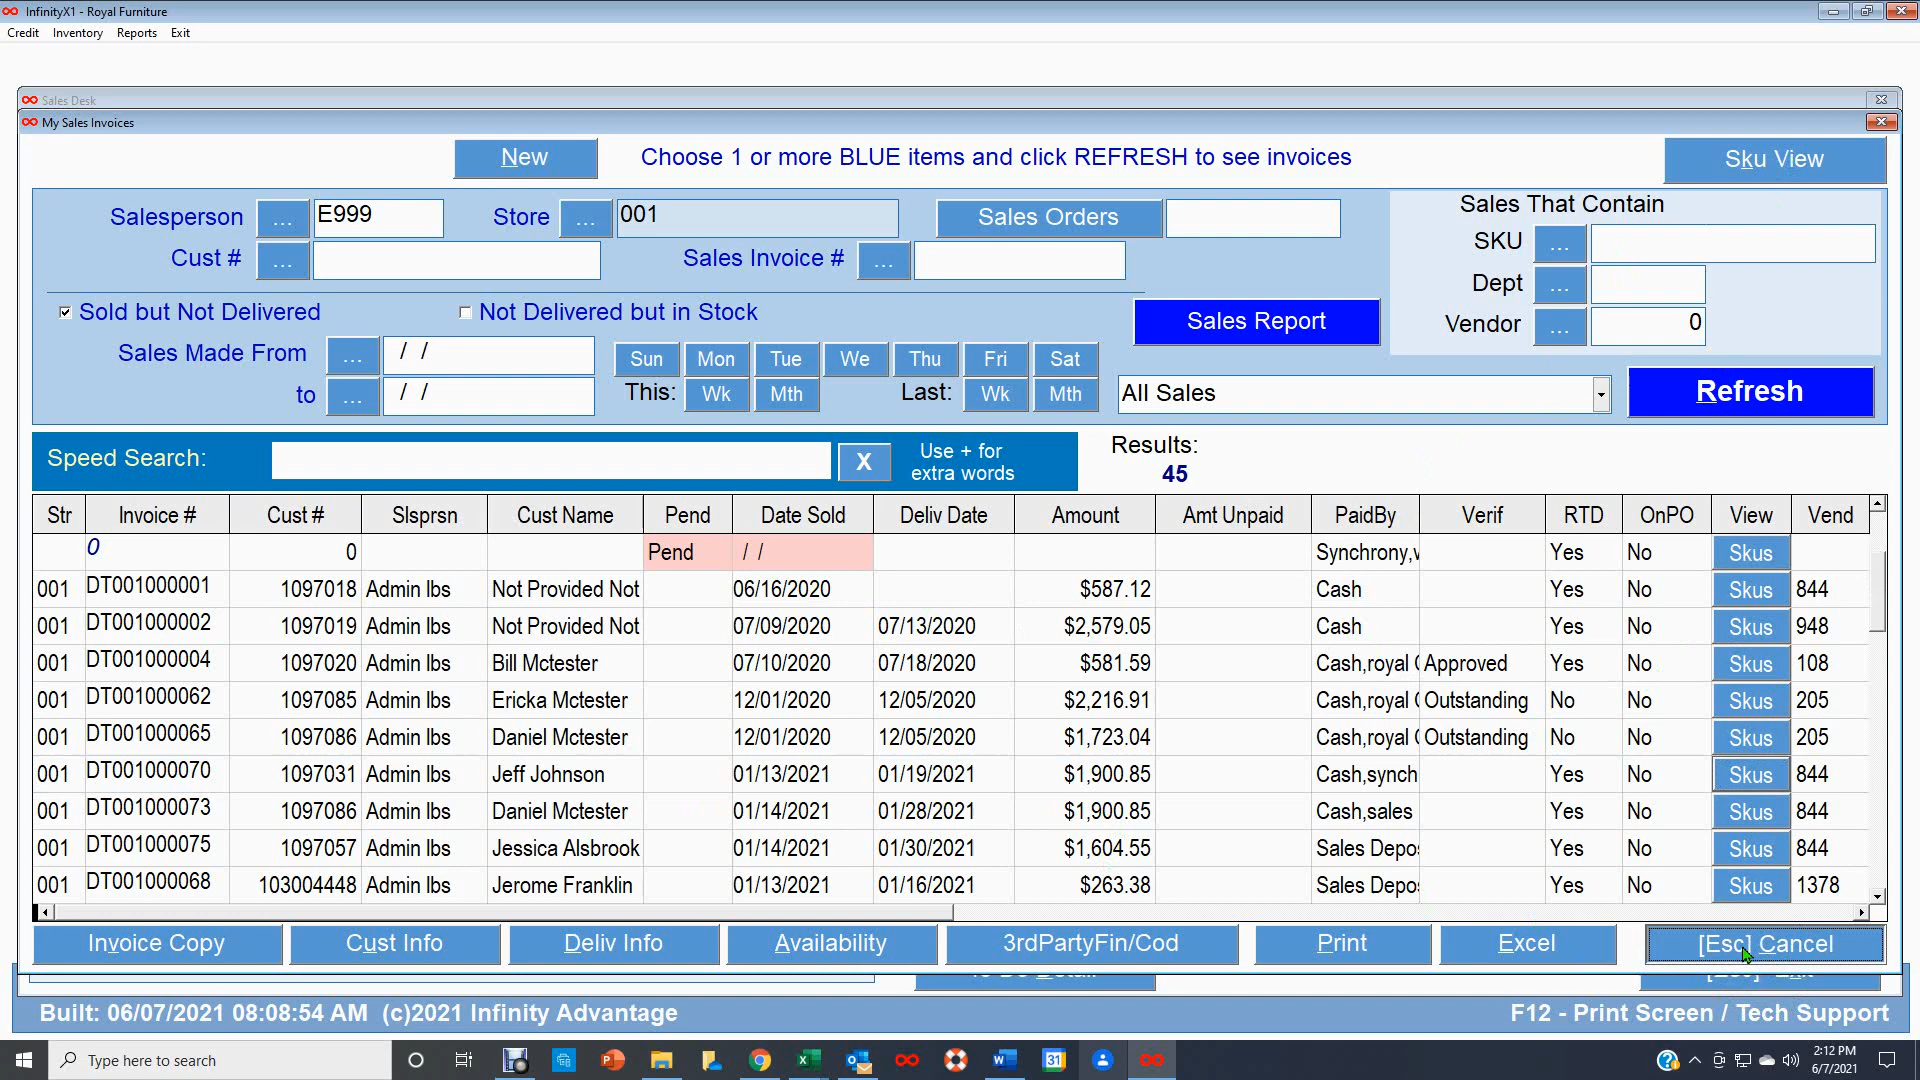 InfinityX1 - Royal Furniture
Credit Inventory Reports Exit
Sales Desk
My Sales Invoices
New Choose 1 or more BLUE items and click REFRESH to see invoices Sku View
Salesperson ... E999 Store ... 001 Sales Orders Sales That Contain
SKU ...
Cust # ... Sales Invoice # ...
Dept ...
Sold but Not Delivered Not Delivered but in Stock Sales Report Vendor ... 0
Sales Made From ... / / Sun Mon Tue We Thu Fri Sat
to ... / / This: Wk Mth Last: Wk Mth All Sales Refresh
Speed Search: X Use + for extra words Results:
45
Str Invoice # Cust # Slsprsn Cust Name Pend Date Sold Deliv Date Amount Amt Unpaid PaidBy Verif RTD OnPO View Vend
0 0 Pend / / Synchrony, Yes No Skus
001 DT001000001 1097018 Admin Ibs Not Provided Not 06/16/2020 $587.12 Cash Yes No Skus 844
001 DT001000002 1097019 Admin Ibs Not Provided Not 07/09/2020 07/13/2020 $2,579.05 Cash Yes No Skus 948
001 DT001000004 1097020 Admin Ibs Bill Mctester 07/10/2020 07/18/2020 $581.59 Cash,royal Approved Yes No Skus 108
001 DT001000062 1097085 Admin Ibs Ericka Mctester 12/01/2020 12/05/2020 $2,216.91 Cash,royal Outstanding No No Skus 205
001 DT001000065 1097086 Admin Ibs Daniel Mctester 12/01/2020 12/05/2020 $1,723.04 Cash,royal Outstanding No No Skus 205
001 DT001000070 1097031 Admin Ibs Jeff Johnson 01/13/2021 01/19/2021 $1,900.85 Cash,synch Yes No Skus 844
001 DT001000073 1097086 Admin Ibs Daniel Mctester 01/14/2021 01/28/2021 $1,900.85 Cash,sales Yes No Skus 844
001 DT001000075 1097057 Admin Ibs Jessica Alsbrook 01/14/2021 01/30/2021 $1,604.55 Sales Depo Yes No Skus 844
001 DT001000068 103004448 Admin Ibs Jerome Franklin 01/13/2021 01/16/2021 $263.38 Sales Depo Yes No Skus 1378
Invoice Copy Cust Info Deliv Info Availability 3rdPartyFin/Cod Print Excel [Esc] Cancel
Built: 06/07/2021 08:08:54 AM (c)2021 Infinity Advantage F12 - Print Screen / Tech Support
Type here to search 31 2:12 PM
6/7/2021